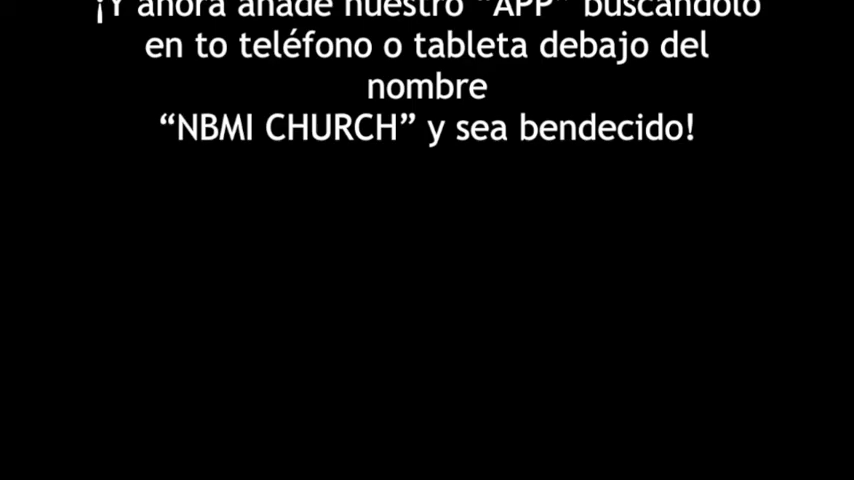 ¡Y ahora añade nuestro “APP” buscándolo
en to teléfono o tableta debajo del
nombre
“NBMI CHURCH” y sea bendecido!